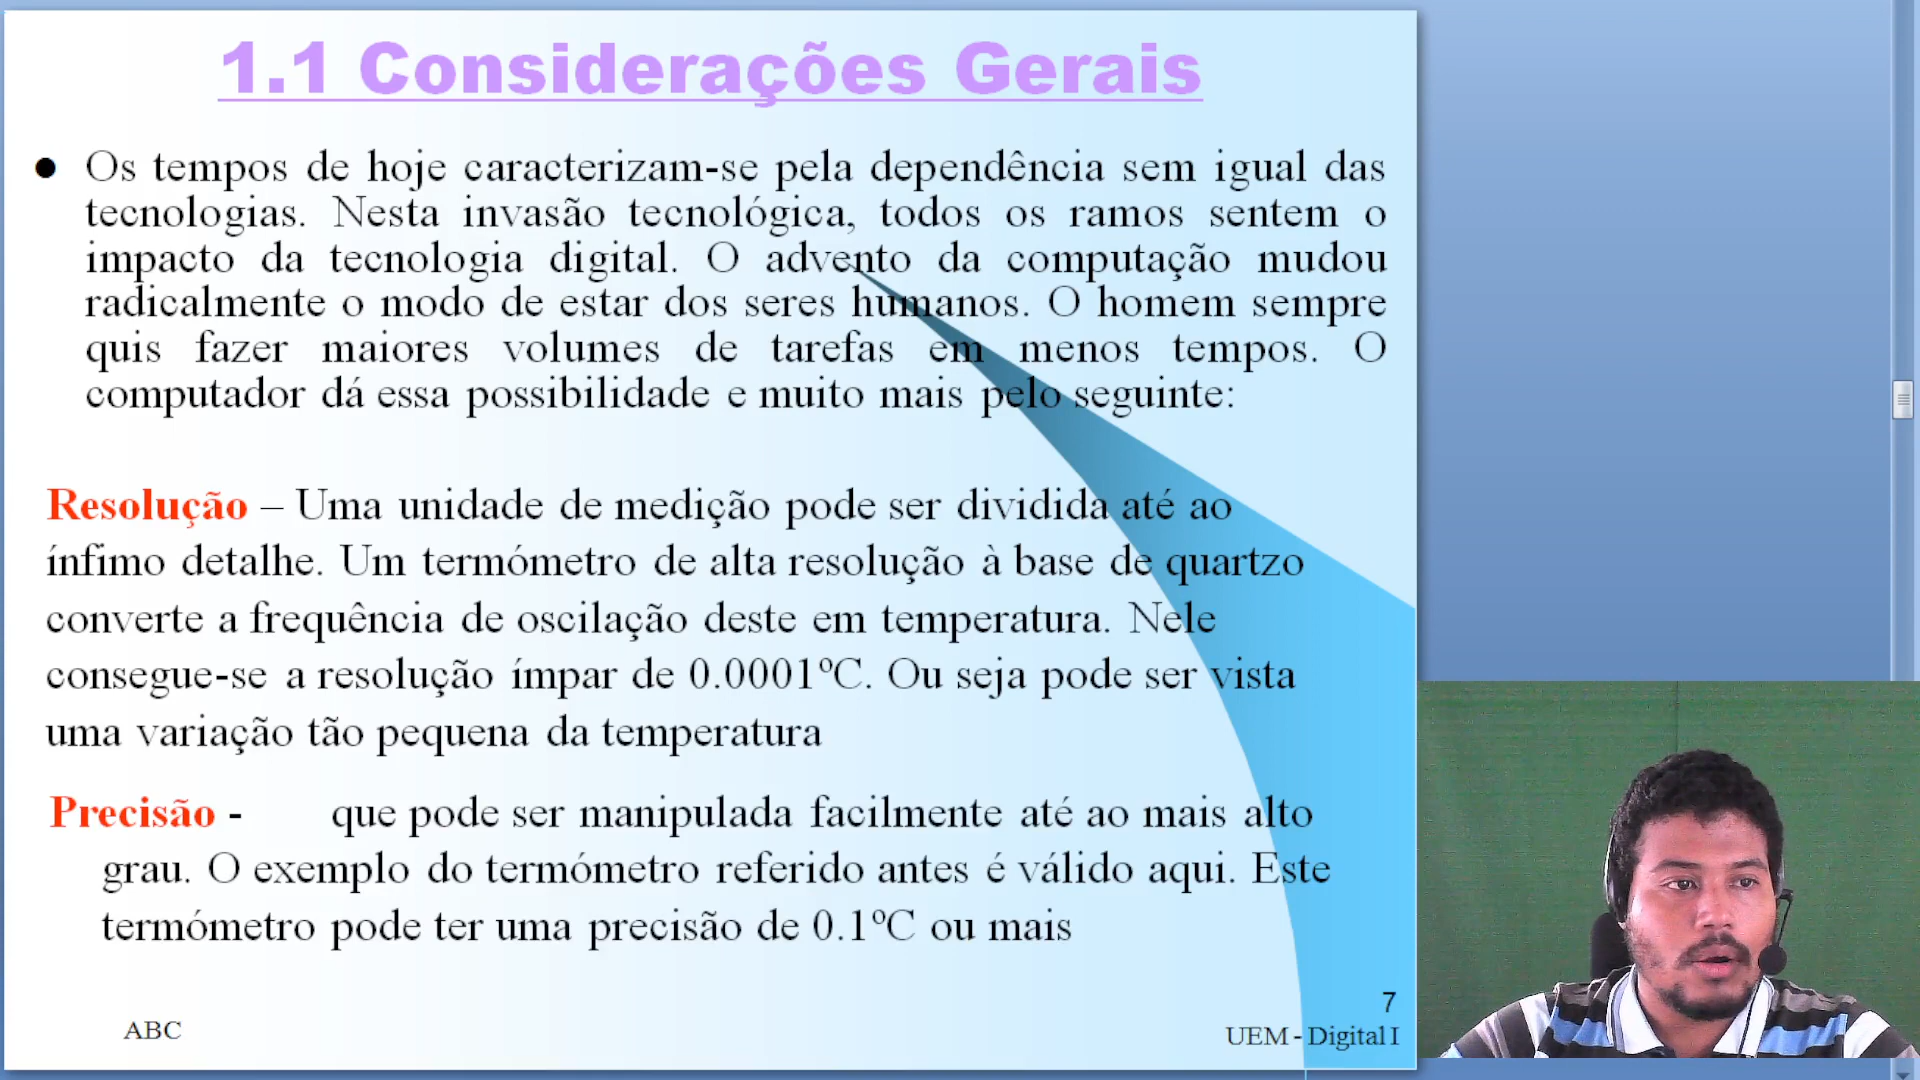 1.1 Considerações Gerais
● Os tempos de hoje caracterizam-se pela dependência sem igual das
tecnologias. Nesta invasão tecnológica, todos os ramos sentem o
impacto da tecnologia digital. O advento da computação mudou
radicalmente o modo de estar dos seres humanos. O homem sempre
quis fazer maiores volumes de tarefas em menos tempos. O
computador dá essa possibilidade e muito mais pelo seguinte:
Resolução – Uma unidade de medição pode ser dividida até ao
ínfimo detalhe. Um termómetro de alta resolução à base de quartzo
converte a frequência de oscilação deste em temperatura. Nele
consegue-se a resolução ímpar de 0.0001ºC. Ou seja pode ser vista
uma variação tão pequena da temperatura
Precisão - que pode ser manipulada facilmente até ao mais alto
grau. O exemplo do termómetro referido antes é válido aqui. Este
termómetro pode ter uma precisão de 0.1ºC ou mais
7
ABC
UEM - Digital I